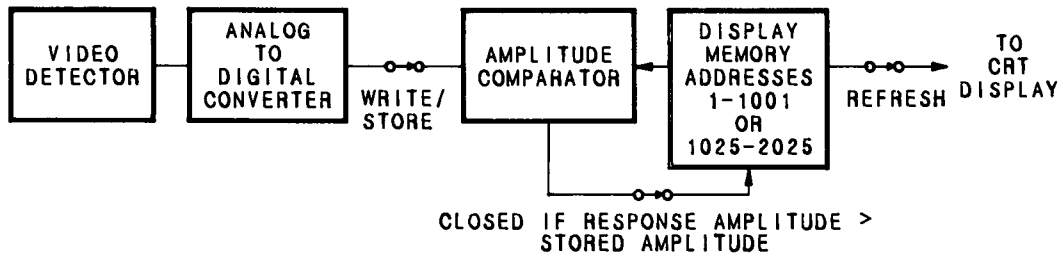 VIDEO
DETECTOR
ANALOG
TO
DIGITAL
CONVERTER
WRITE/
STORE
AMPLITUDE
COMPARATOR
DISPLAY
MEMORY
ADDRESSES
1-1001
OR
1025-2025
REFRESH
TO
CRT
DISPLAY
CLOSED IF RESPONSE AMPLITUDE >
STORED AMPLITUDE